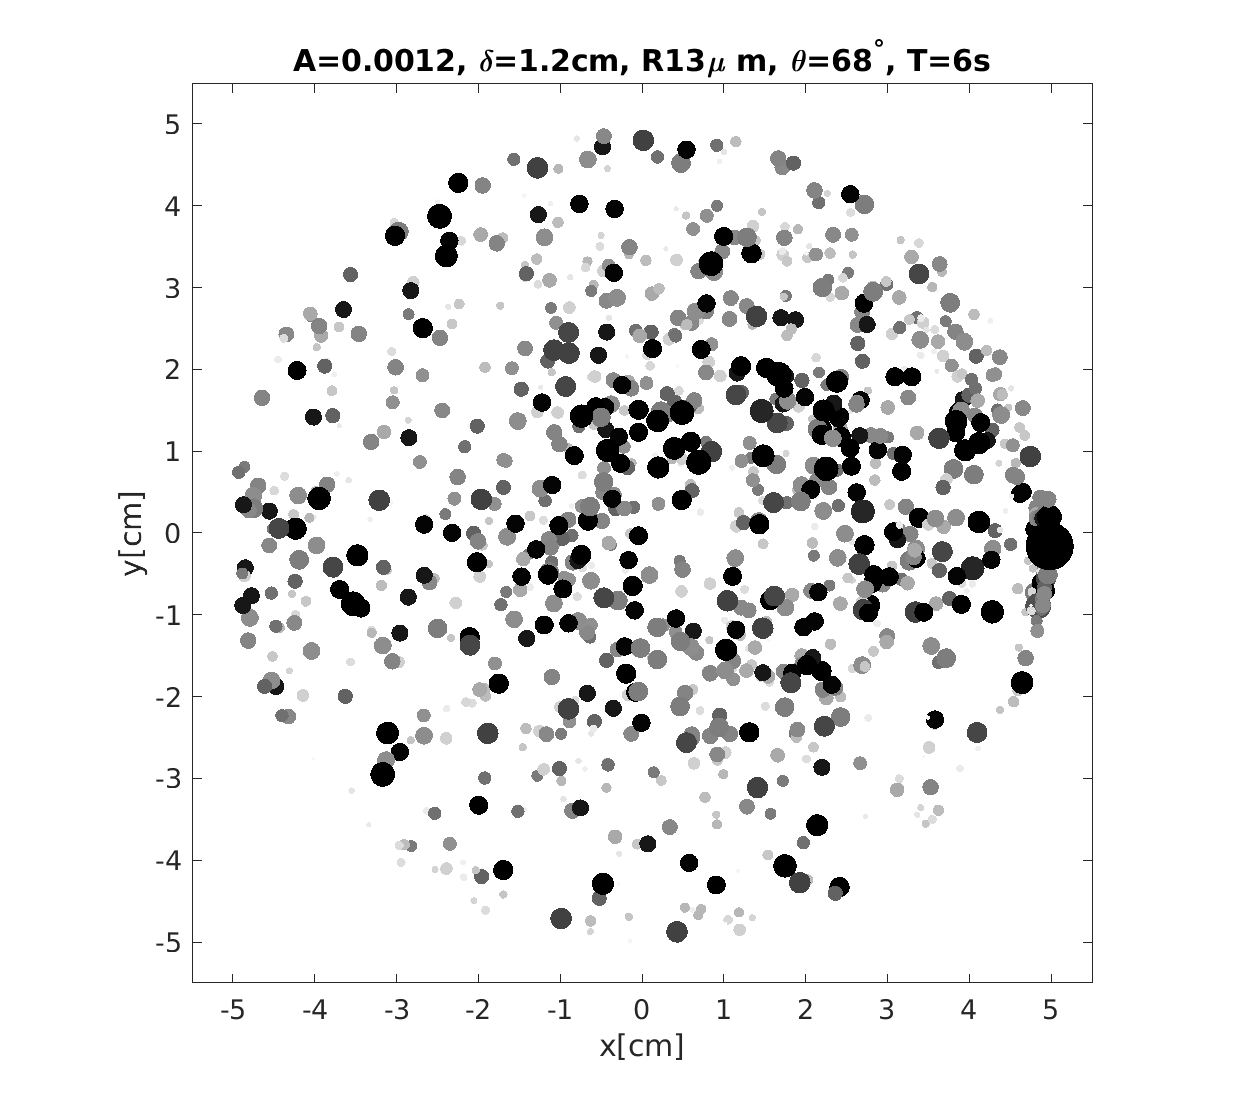 A=0.0012, δ=1.2cm, R13μ m, θ=68°, T=6s
5
4
3
2
1
0
-1
-2
-3
-4
-5
y[cm]
-5 -4 -3 -2 -1 0 1 2 3 4 5
x[cm]